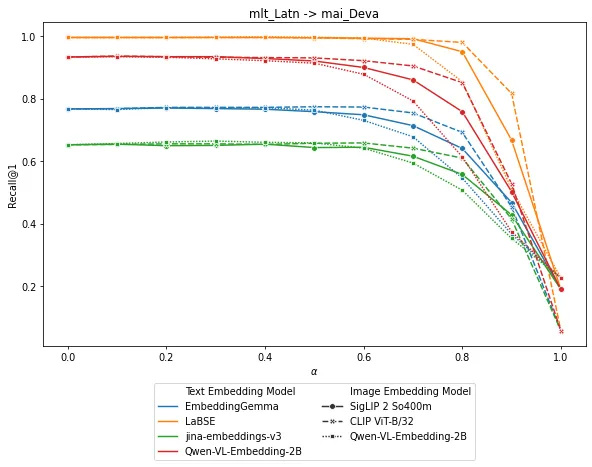 mlt_Latn -> mai_Deva
1.0
0.8
0.6
0.4
0.2
Recall@1
0.0 0.2 0.4 0.6 0.8 1.0
α
Text Embedding Model
EmbeddingGemma
LaBSE
jina-embeddings-v3
Qwen-VL-Embedding-2B
Image Embedding Model
SigLIP 2 So400m
CLIP ViT-B/32
Qwen-VL-Embedding-2B